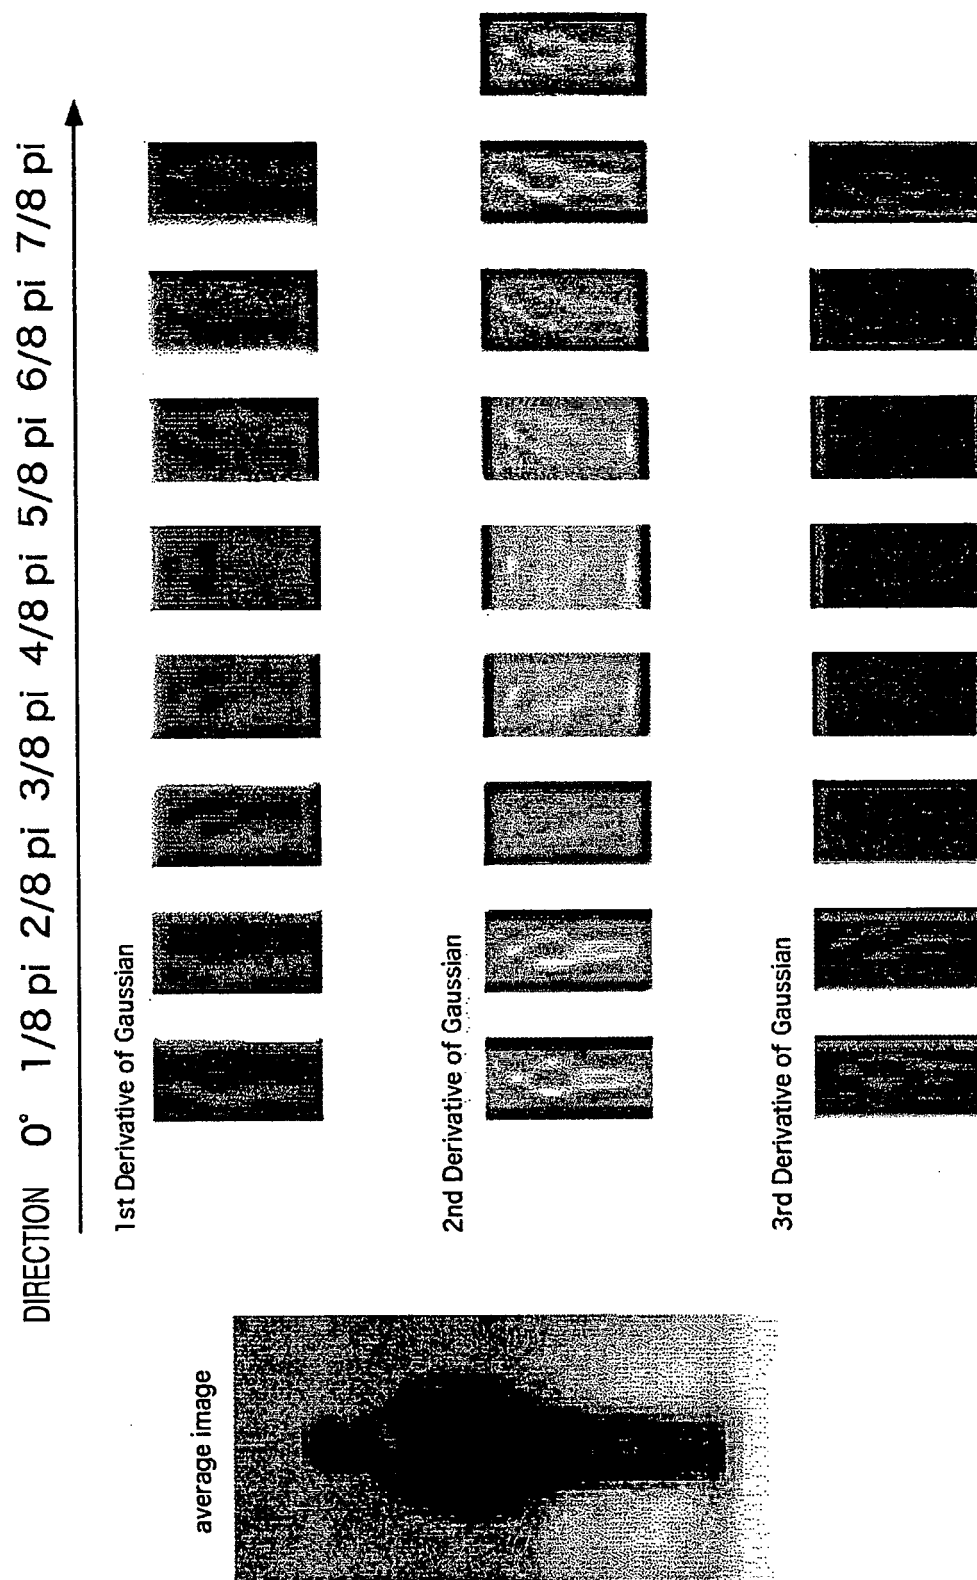 DIRECTION 0° 1/8 pi 2/8 pi 3/8 pi 4/8 pi 5/8 pi 6/8 pi 7/8 pi
1st Derivative of Gaussian
average image
2nd Derivative of Gaussian
3rd Derivative of Gaussian